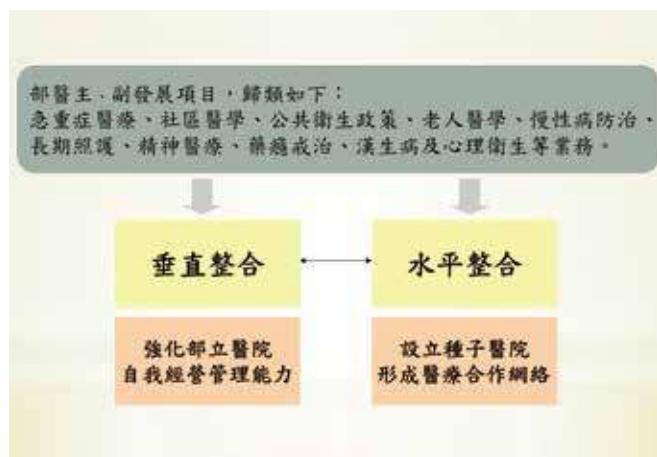 部醫主、副發展項目，歸類如下：
急重症醫療、社區醫學、公共衛生政策、老人醫學、慢性病防治、
長期照護、精神醫療、藥癮戒治、漢生病及心理衛生等業務。
垂直整合
水平整合
強化部立醫院
自我經營管理能力
設立種子醫院
形成醫療合作網絡